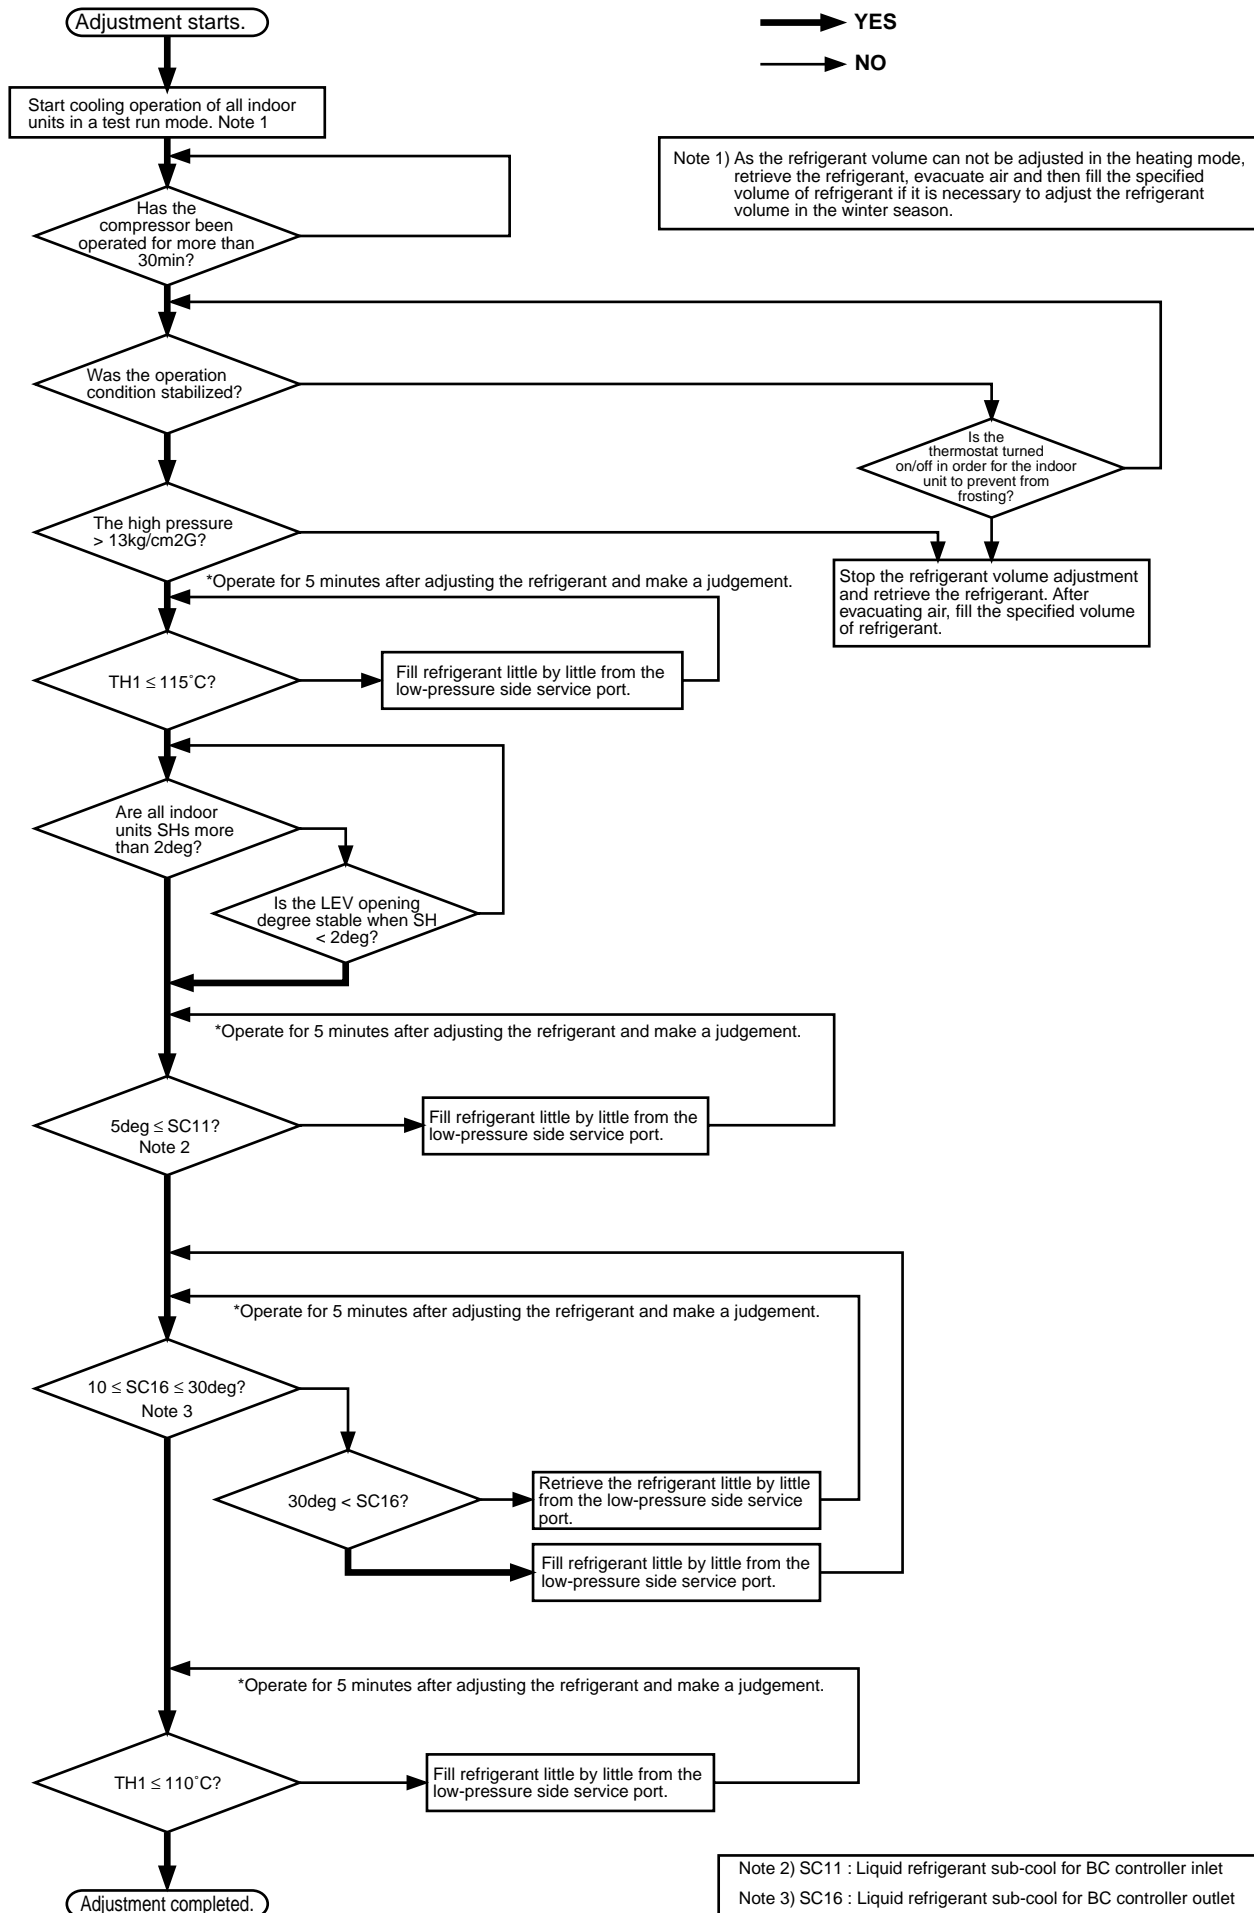 Adjustment starts.
YES
NO
Start cooling operation of all indoor
units in a test run mode. Note 1
Note 1) As the refrigerant volume can not be adjusted in the heating mode,
retrieve the refrigerant, evacuate air and then fill the specified
volume of refrigerant if it is necessary to adjust the refrigerant
volume in the winter season.
Has the
compressor been
operated for more than
30min?
Was the operation
condition stabilized?
Is the
thermostat turned
on/off in order for the indoor
unit to prevent from
frosting?
The high pressure
> 13kg/cm2G?
Stop the refrigerant volume adjustment
and retrieve the refrigerant. After
evacuating air, fill the specified volume
of refrigerant.
*Operate for 5 minutes after adjusting the refrigerant and make a judgement.
TH1 ≤ 115˚C?
Fill refrigerant little by little from the
low-pressure side service port.
Are all indoor
units SHs more
than 2deg?
Is the LEV opening
degree stable when SH
< 2deg?
*Operate for 5 minutes after adjusting the refrigerant and make a judgement.
5deg ≤ SC11?
Note 2
Fill refrigerant little by little from the
low-pressure side service port.
*Operate for 5 minutes after adjusting the refrigerant and make a judgement.
10 ≤ SC16 ≤ 30deg?
Note 3
30deg < SC16?
Retrieve the refrigerant little by little
from the low-pressure side service
port.
Fill refrigerant little by little from the
low-pressure side service port.
*Operate for 5 minutes after adjusting the refrigerant and make a judgement.
TH1 ≤ 110˚C?
Fill refrigerant little by little from the
low-pressure side service port.
Adjustment completed.
Note 2) SC11 : Liquid refrigerant sub-cool for BC controller inlet
Note 3) SC16 : Liquid refrigerant sub-cool for BC controller outlet